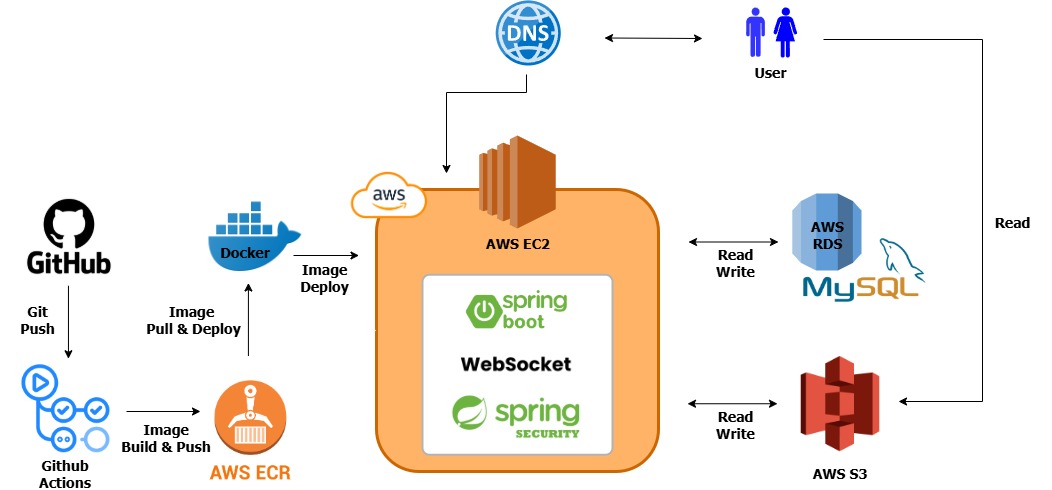 DNS
User
aws
AWS EC2
GitHub
Docker
Image
Deploy
Read
Write
AWS
RDS
MySQL
Read
spring
boot
WebSocket
spring
SECURITY
Git
Push
Image
Pull & Deploy
Github
Actions
Image
Build & Push
AWS ECR
Read
Write
AWS S3